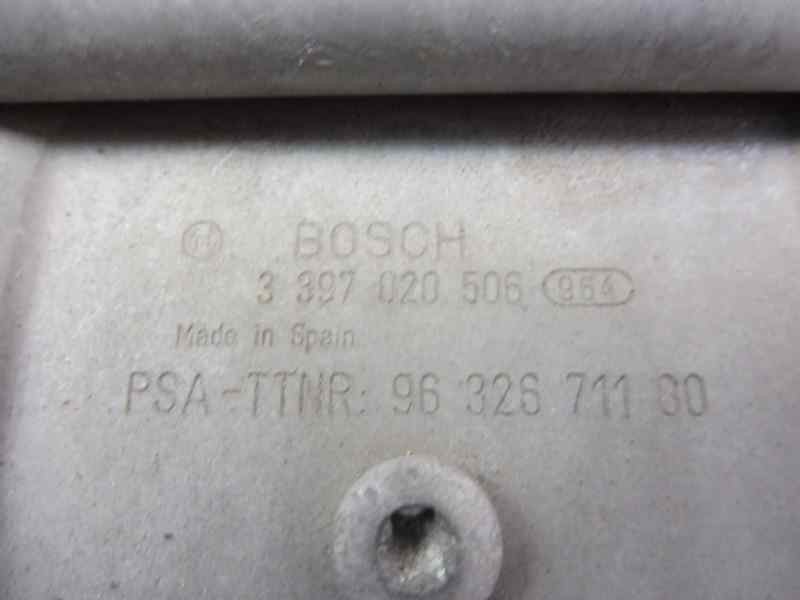 BOSCH
3 397 020 506 964
Made in Spain
PSA-TTNR: 96 326 711 80